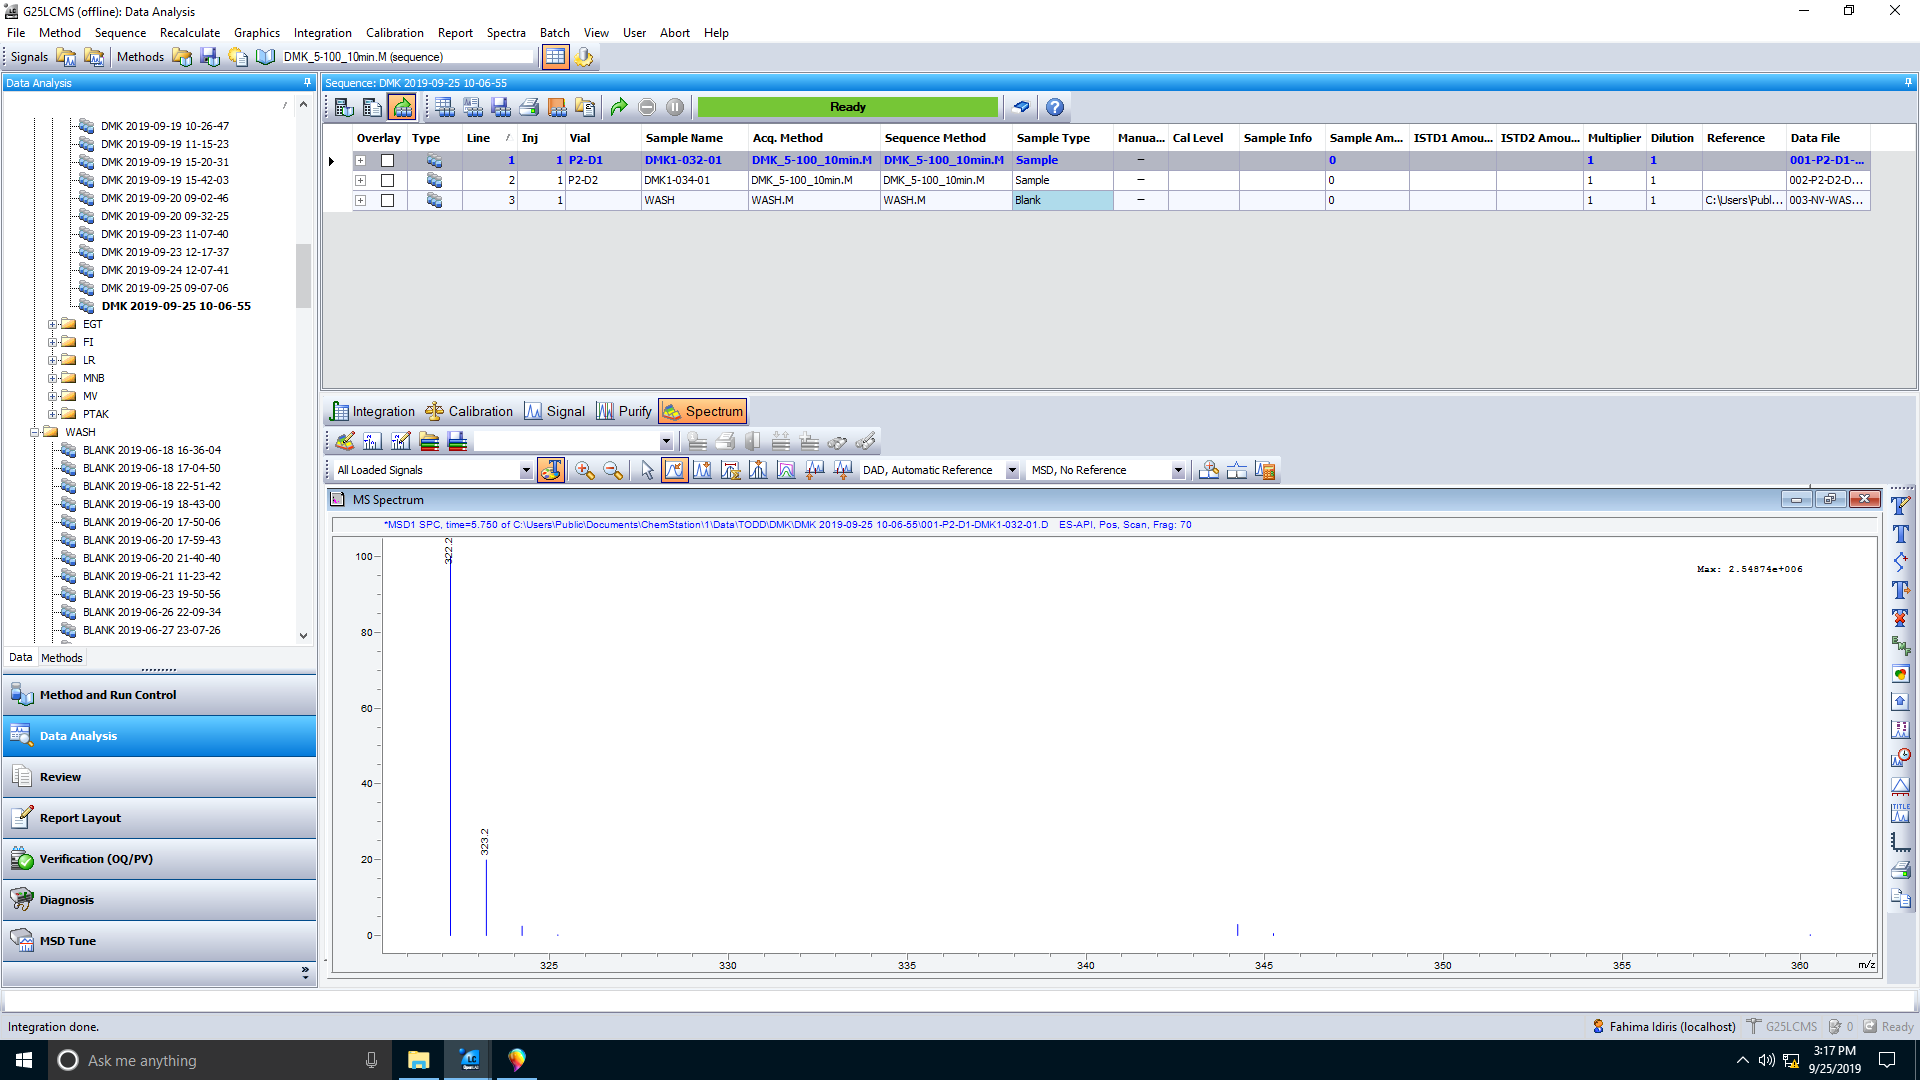 G25LCMS (offline): Data Analysis
File Method Sequence Recalculate Graphics Integration Calibration Report Spectra Batch View User Abort Help
Signals Methods DMK_5-100_10min.M (sequence)
Data Analysis
DMK 2019-09-19 10-26-47
DMK 2019-09-19 11-15-23
DMK 2019-09-19 15-20-31
DMK 2019-09-19 15-42-03
DMK 2019-09-20 09-02-46
DMK 2019-09-20 09-32-25
DMK 2019-09-23 11-07-40
DMK 2019-09-23 12-17-37
DMK 2019-09-24 12-07-41
DMK 2019-09-25 09-07-06
DMK 2019-09-25 10-06-55
EGT
FI
LR
MNB
MV
PTAK
WASH
BLANK 2019-06-18 16-36-04
BLANK 2019-06-18 17-04-50
BLANK 2019-06-18 22-51-42
BLANK 2019-06-19 18-43-00
BLANK 2019-06-20 17-50-06
BLANK 2019-06-20 17-59-43
BLANK 2019-06-20 21-40-40
BLANK 2019-06-21 11-23-42
BLANK 2019-06-23 19-50-56
BLANK 2019-06-26 22-09-34
BLANK 2019-06-27 23-07-26
Data Methods
Method and Run Control
Data Analysis
Review
Report Layout
Verification (OQ/PV)
Diagnosis
MSD Tune
Sequence: DMK 2019-09-25 10-06-55
Ready
Overlay Type Line Inj Vial Sample Name Acq. Method Sequence Method Sample Type Manua... Cal Level Sample Info Sample Am... ISTD1 Amou... ISTD2 Amou... Multiplier Dilution Reference Data File
1 1 P2-D1 DMK1-032-01 DMK_5-100_10min.M DMK_5-100_10min.M Sample – 0 1 1 001-P2-D1-...
2 1 P2-D2 DMK1-034-01 DMK_5-100_10min.M DMK_5-100_10min.M Sample – 0 1 1 002-P2-D2-D...
3 1 WASH WASH.M WASH.M Blank – 0 1 1 C:\Users\Publ... 003-NV-WAS...
Integration Calibration Signal Purify Spectrum
All Loaded Signals DAD, Automatic Reference MSD, No Reference
MS Spectrum
*MSD1 SPC, time=5.750 of C:\Users\Public\Documents\ChemStation\1\Data\TODD\DMK\DMK 2019-09-25 10-06-55\001-P2-D1-DMK1-032-01.D ES-API, Pos, Scan, Frag: 70
Max: 2.54874e+006
322.2
323.2
100
80
60
40
20
0
325 330 335 340 345 350 355 360 m/z
TITLE
Integration done.
Fahima Idiris (localhost) G25LCMS 0 Ready
Ask me anything
3:17 PM
9/25/2019